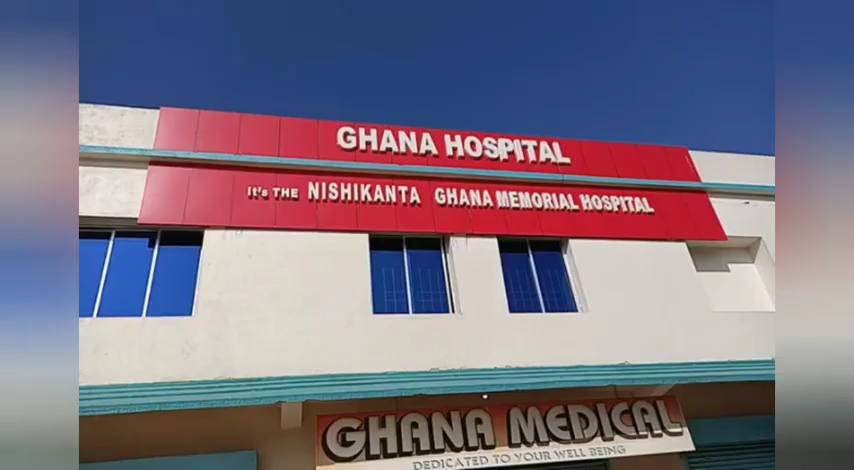 GHANA HOSPITAL
It's THE NISHIKANTA GHANA MEMORIAL HOSPITAL
GHANA MEDICAL
DEDICATED TO YOUR WELL BEING